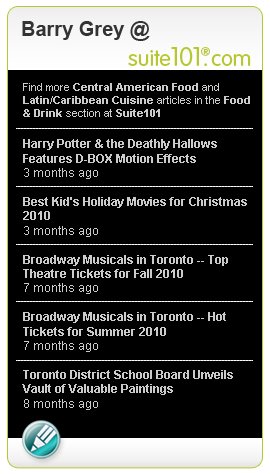 Barry Grey @
suite101®.com
Find more Central American Food and
Latin/Caribbean Cuisine articles in the Food
& Drink section at Suite101
Harry Potter & the Deathly Hallows
Features D-BOX Motion Effects
3 months ago
Best Kid's Holiday Movies for Christmas
2010
3 months ago
Broadway Musicals in Toronto -- Top
Theatre Tickets for Fall 2010
7 months ago
Broadway Musicals in Toronto -- Hot
Tickets for Summer 2010
7 months ago
Toronto District School Board Unveils
Vault of Valuable Paintings
8 months ago